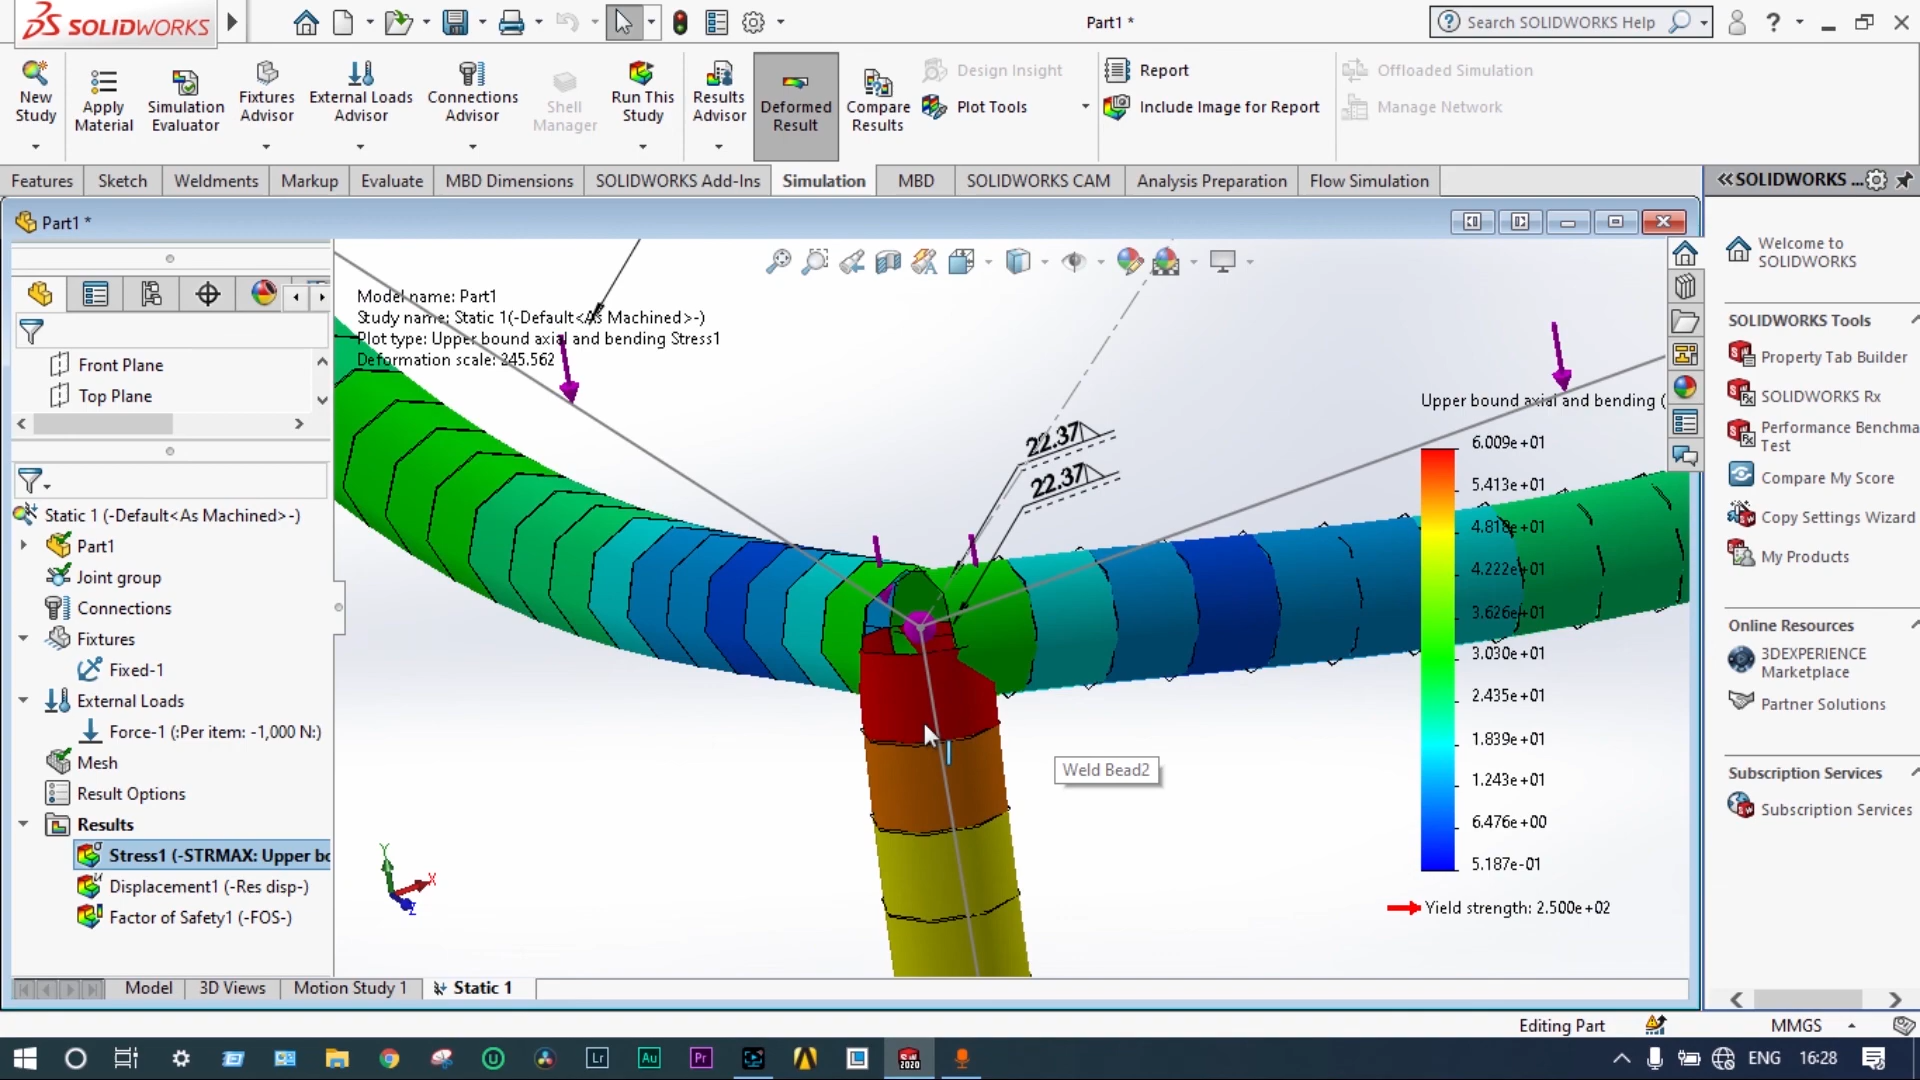 SOLIDWORKS
Part1 *
Search SOLIDWORKS Help
New Study
Apply Material
Simulation Evaluator
Fixtures Advisor
External Loads Advisor
Connections Advisor
Shell Manager
Run This Study
Results Advisor
Deformed Result
Compare Results
Design Insight
Plot Tools
Report
Include Image for Report
Offloaded Simulation
Manage Network
Features
Sketch
Weldments
Markup
Evaluate
MBD Dimensions
SOLIDWORKS Add-Ins
Simulation
MBD
SOLIDWORKS CAM
Analysis Preparation
Flow Simulation
SOLIDWORKS ...
Part1 *
Front Plane
Top Plane
Static 1 (-Default<As Machined>-)
Part1
Joint group
Connections
Fixtures
Fixed-1
External Loads
Force-1 (:Per item: -1,000 N:)
Mesh
Result Options
Results
Stress1 (-STRMAX: Upper bo
Displacement1 (-Res disp-)
Factor of Safety1 (-FOS-)
Model name: Part1
Study name: Static 1(-Default<As Machined>-)
Plot type: Upper bound axial and bending Stress1
Deformation scale: 245.562
22.37
22.37
Weld Bead2
Y
X
Z
Upper bound axial and bending (
6.009e+01
5.413e+01
4.818e+01
4.222e+01
3.626e+01
3.030e+01
2.435e+01
1.839e+01
1.243e+01
6.476e+00
5.187e-01
Yield strength: 2.500e+02
Welcome to
SOLIDWORKS
SOLIDWORKS Tools
Property Tab Builder
SOLIDWORKS Rx
Performance Benchma
Test
Compare My Score
Copy Settings Wizard
My Products
Online Resources
3DEXPERIENCE
Marketplace
Partner Solutions
Subscription Services
Subscription Services
Model
3D Views
Motion Study 1
Static 1
Editing Part
MMGS
Lr
Au
Pr
SW
2020
ENG
16:28